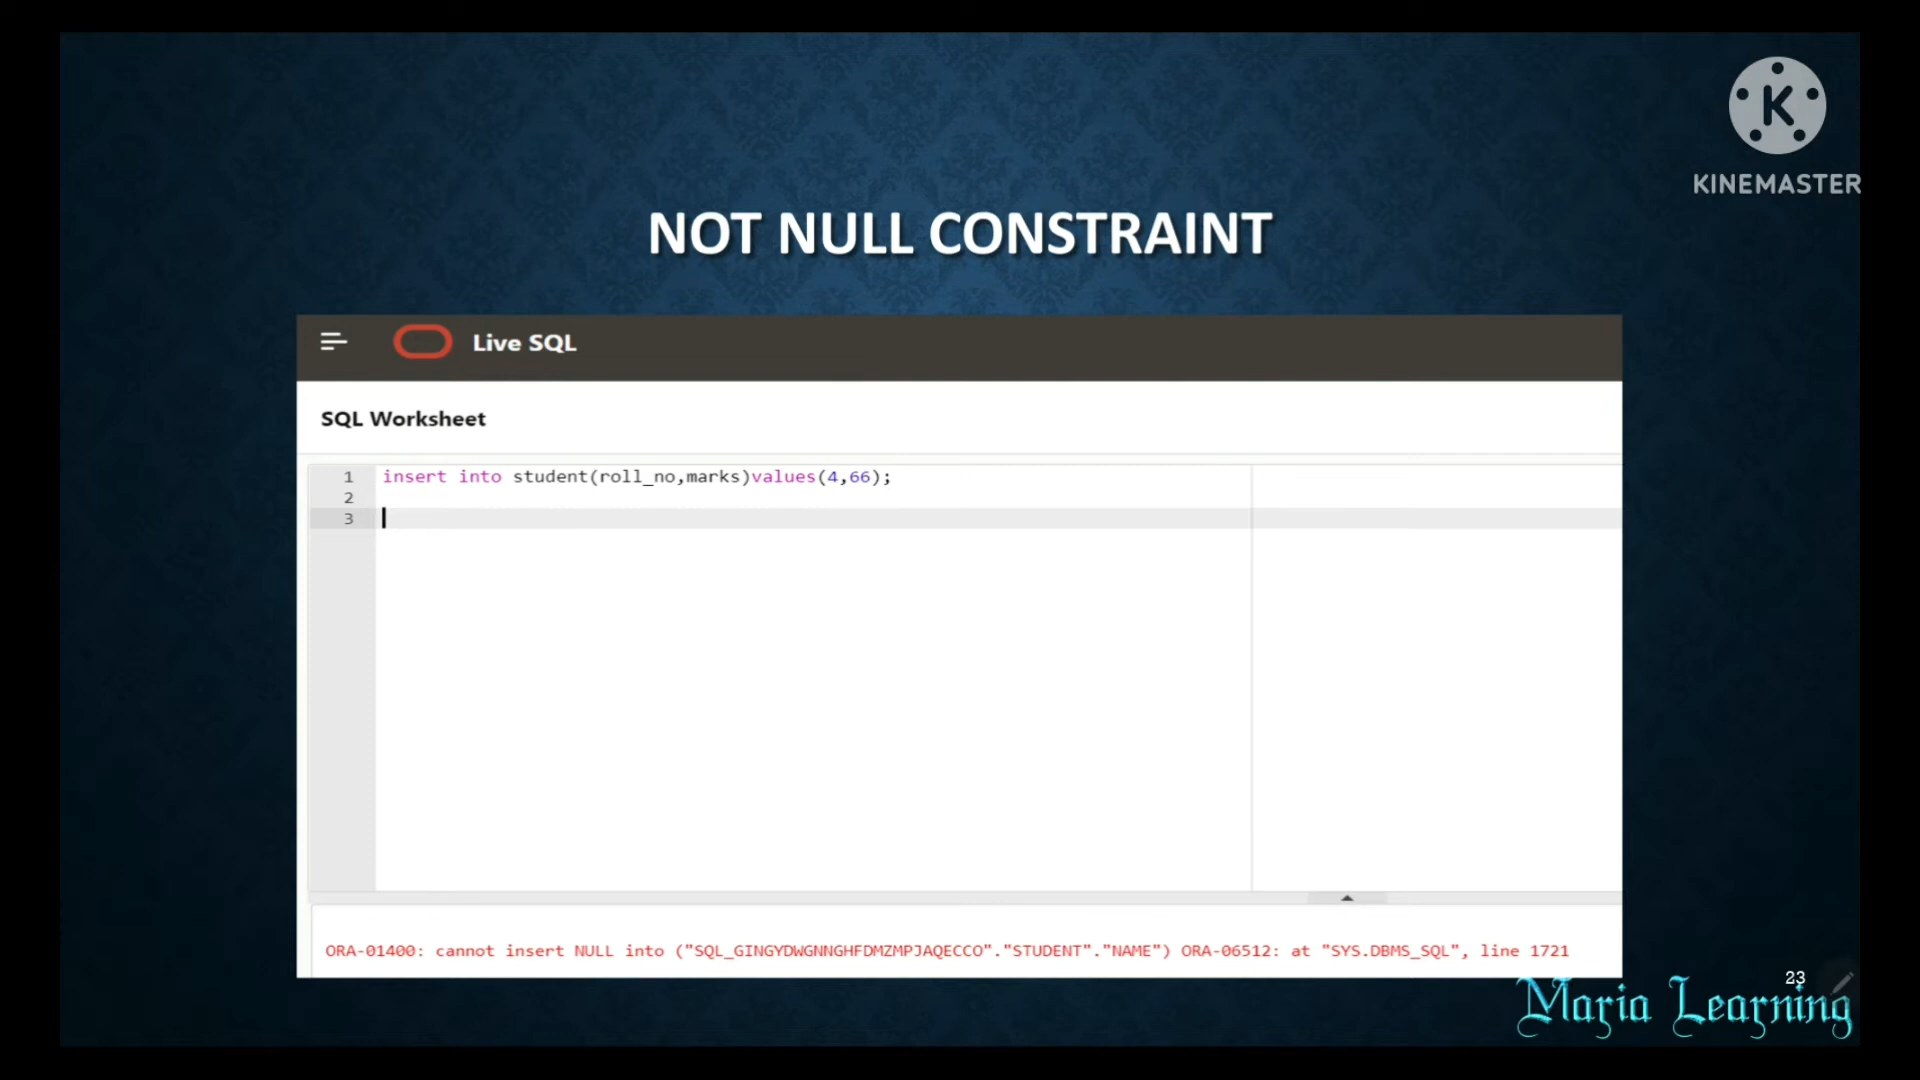 K
KINEMASTER
NOT NULL CONSTRAINT
Live SQL
SQL Worksheet
1 insert into student(roll_no,marks)values(4,66);
2
3
ORA-01400: cannot insert NULL into ("SQL_GINGYDWGNNGHFDMZMPJAQECCO"."STUDENT"."NAME") ORA-06512: at "SYS.DBMS_SQL", line 1721
23
Maria Learning